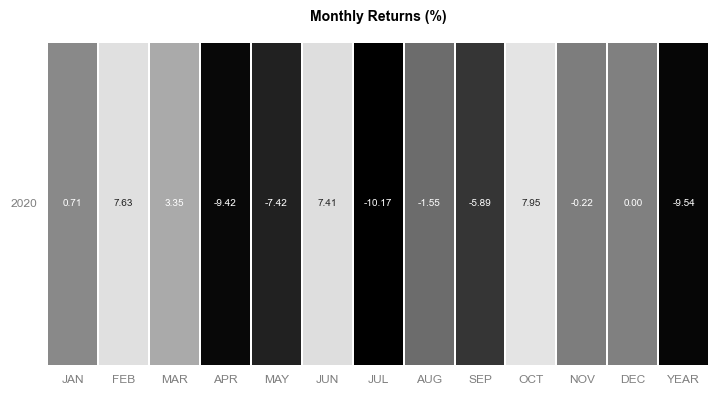 Monthly Returns (%)
2020 0.71 7.63 3.35 -9.42 -7.42 7.41 -10.17 -1.55 -5.89 7.95 -0.22 0.00 -9.54
JAN FEB MAR APR MAY JUN JUL AUG SEP OCT NOV DEC YEAR